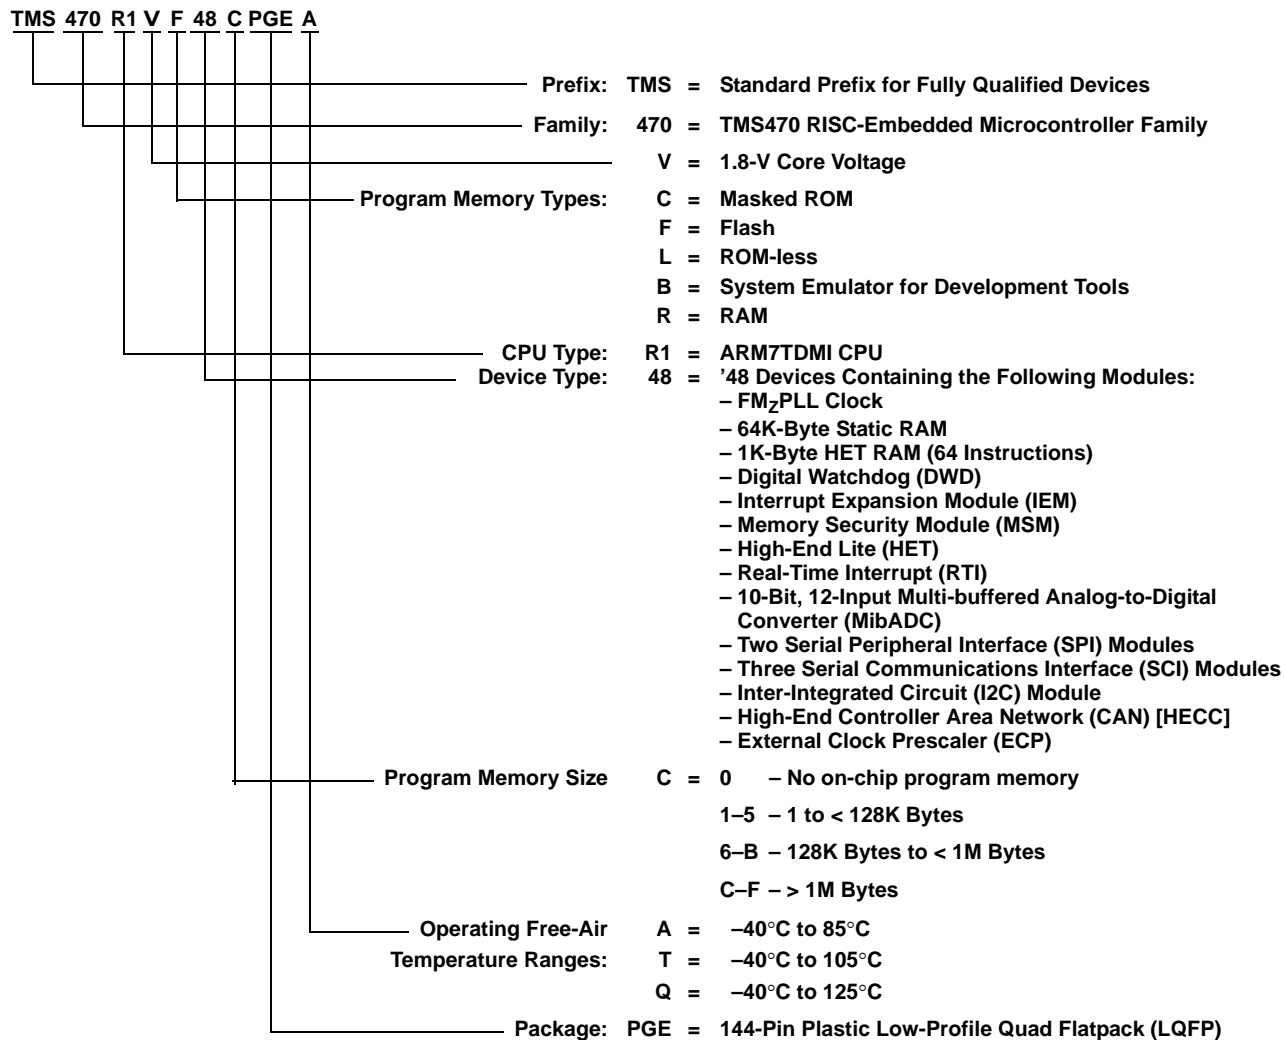 TMS 470 R1 V F 48 C PGE A
Prefix: TMS = Standard Prefix for Fully Qualified Devices
Family: 470 = TMS470 RISC-Embedded Microcontroller Family
V = 1.8-V Core Voltage
Program Memory Types: C = Masked ROM
F = Flash
L = ROM-less
B = System Emulator for Development Tools
R = RAM
CPU Type: R1 = ARM7TDMI CPU
Device Type: 48 = ’48 Devices Containing the Following Modules:
– FMZPLL Clock
– 64K-Byte Static RAM
– 1K-Byte HET RAM (64 Instructions)
– Digital Watchdog (DWD)
– Interrupt Expansion Module (IEM)
– Memory Security Module (MSM)
– High-End Lite (HET)
– Real-Time Interrupt (RTI)
– 10-Bit, 12-Input Multi-buffered Analog-to-Digital
Converter (MibADC)
– Two Serial Peripheral Interface (SPI) Modules
– Three Serial Communications Interface (SCI) Modules
– Inter-Integrated Circuit (I2C) Module
– High-End Controller Area Network (CAN) [HECC]
– External Clock Prescaler (ECP)
Program Memory Size C = 0 – No on-chip program memory
1–5 – 1 to < 128K Bytes
6–B – 128K Bytes to < 1M Bytes
C–F – > 1M Bytes
Operating Free-Air A = –40°C to 85°C
Temperature Ranges: T = –40°C to 105°C
Q = –40°C to 125°C
Package: PGE = 144-Pin Plastic Low-Profile Quad Flatpack (LQFP)